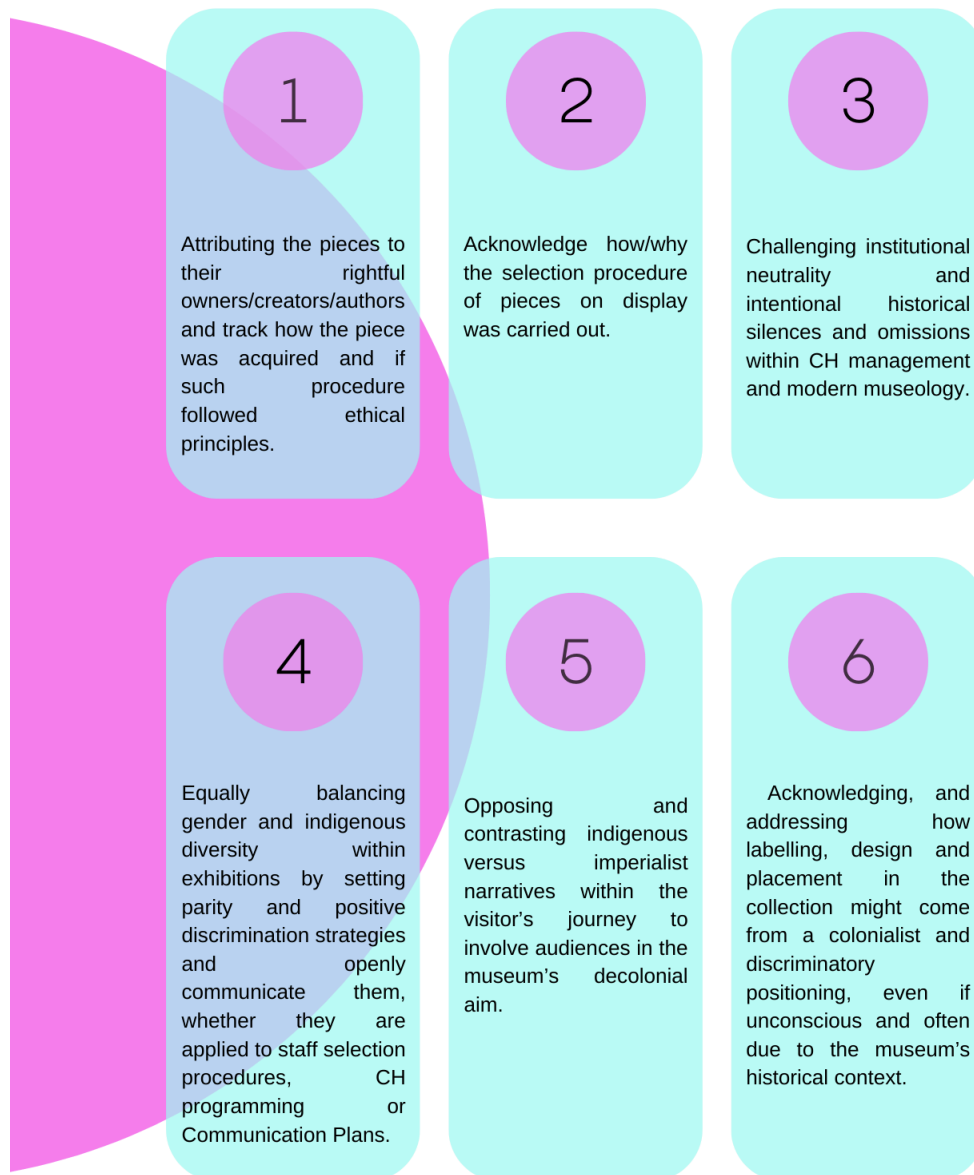 1
Attributing the pieces to
their rightful
owners/creators/authors
and track how the piece
was acquired and if
such procedure
followed ethical
principles.
2
Acknowledge how/why
the selection procedure
of pieces on display
was carried out.
3
Challenging institutional
neutrality and
intentional historical
silences and omissions
within CH management
and modern museology.
4
Equally balancing
gender and indigenous
diversity within
exhibitions by setting
parity and positive
discrimination strategies
and openly
communicate them,
whether they are
applied to staff selection
procedures, CH
programming or
Communication Plans.
5
Opposing and
contrasting indigenous
versus imperialist
narratives within the
visitor’s journey to
involve audiences in the
museum’s decolonial
aim.
6
Acknowledging, and
addressing how
labelling, design and
placement in the
collection might come
from a colonialist and
discriminatory
positioning, even if
unconscious and often
due to the museum’s
historical context.